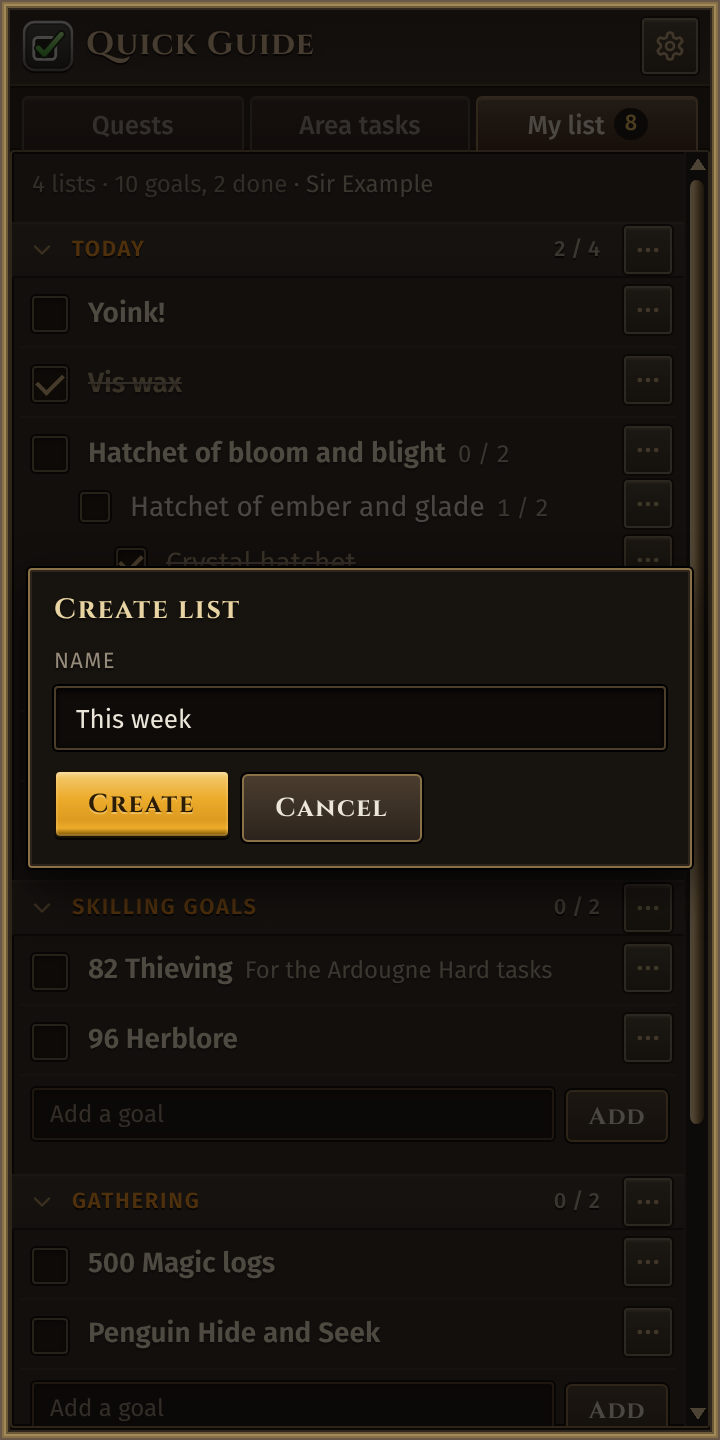 Quick Guide
Quests Area tasks My list 8
4 lists · 10 goals, 2 done · Sir Example
TODAY 2 / 4
Yoink!
Vis wax
Hatchet of bloom and blight 0 / 2
Hatchet of ember and glade 1 / 2
Crystal hatchet
Create list
NAME
This week
Create Cancel
SKILLING GOALS 0 / 2
82 Thieving For the Ardougne Hard tasks
96 Herblore
Add a goal Add
GATHERING 0 / 2
500 Magic logs
Penguin Hide and Seek
Add a goal Add